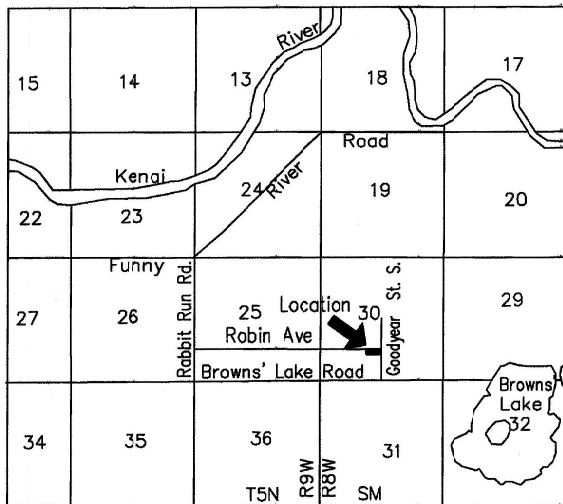 River
15 14 13 18 17
Road
Kenai
24 River 19 20
22 23
Funny
Rabbit Run Rd.
Goodyear St. S.
27 26 25 Location 30 29
Robin Ave
Browns' Lake Road
Browns
Lake
32
34 35 36 31
T5N R9W R8W SM